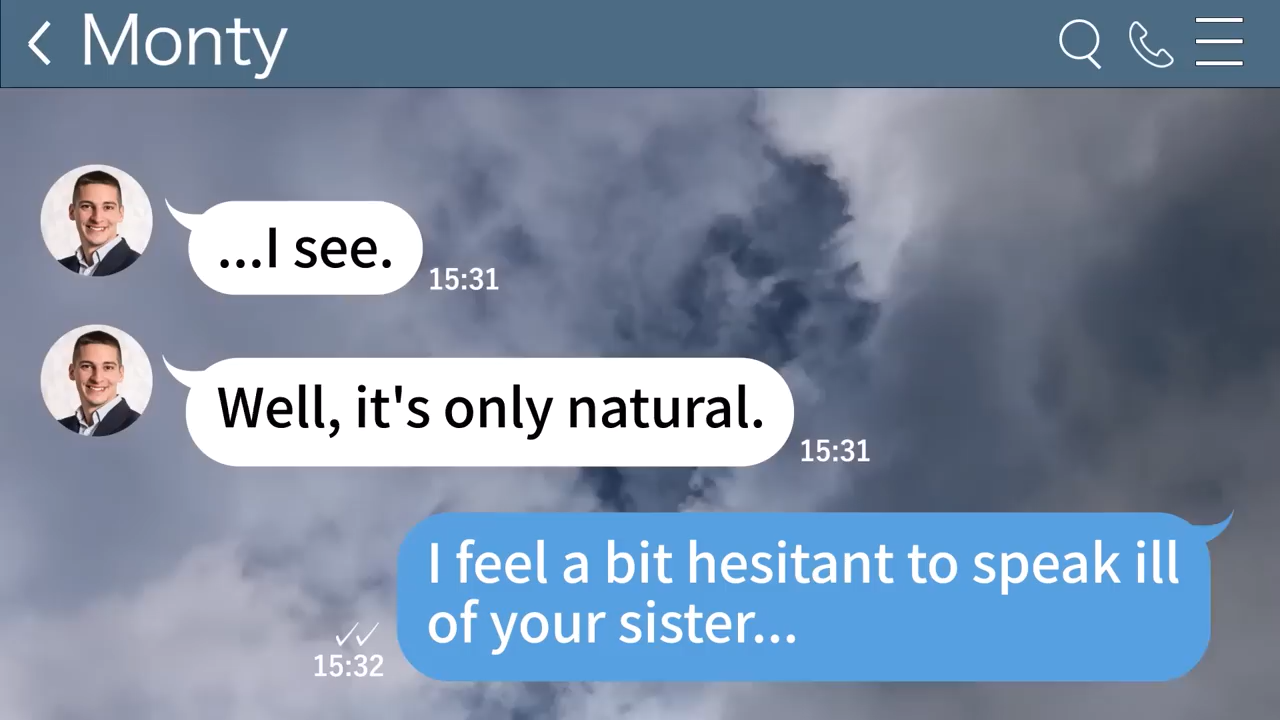 Monty
...I see.
15:31
Well, it's only natural.
15:31
I feel a bit hesitant to speak ill
of your sister...
15:32